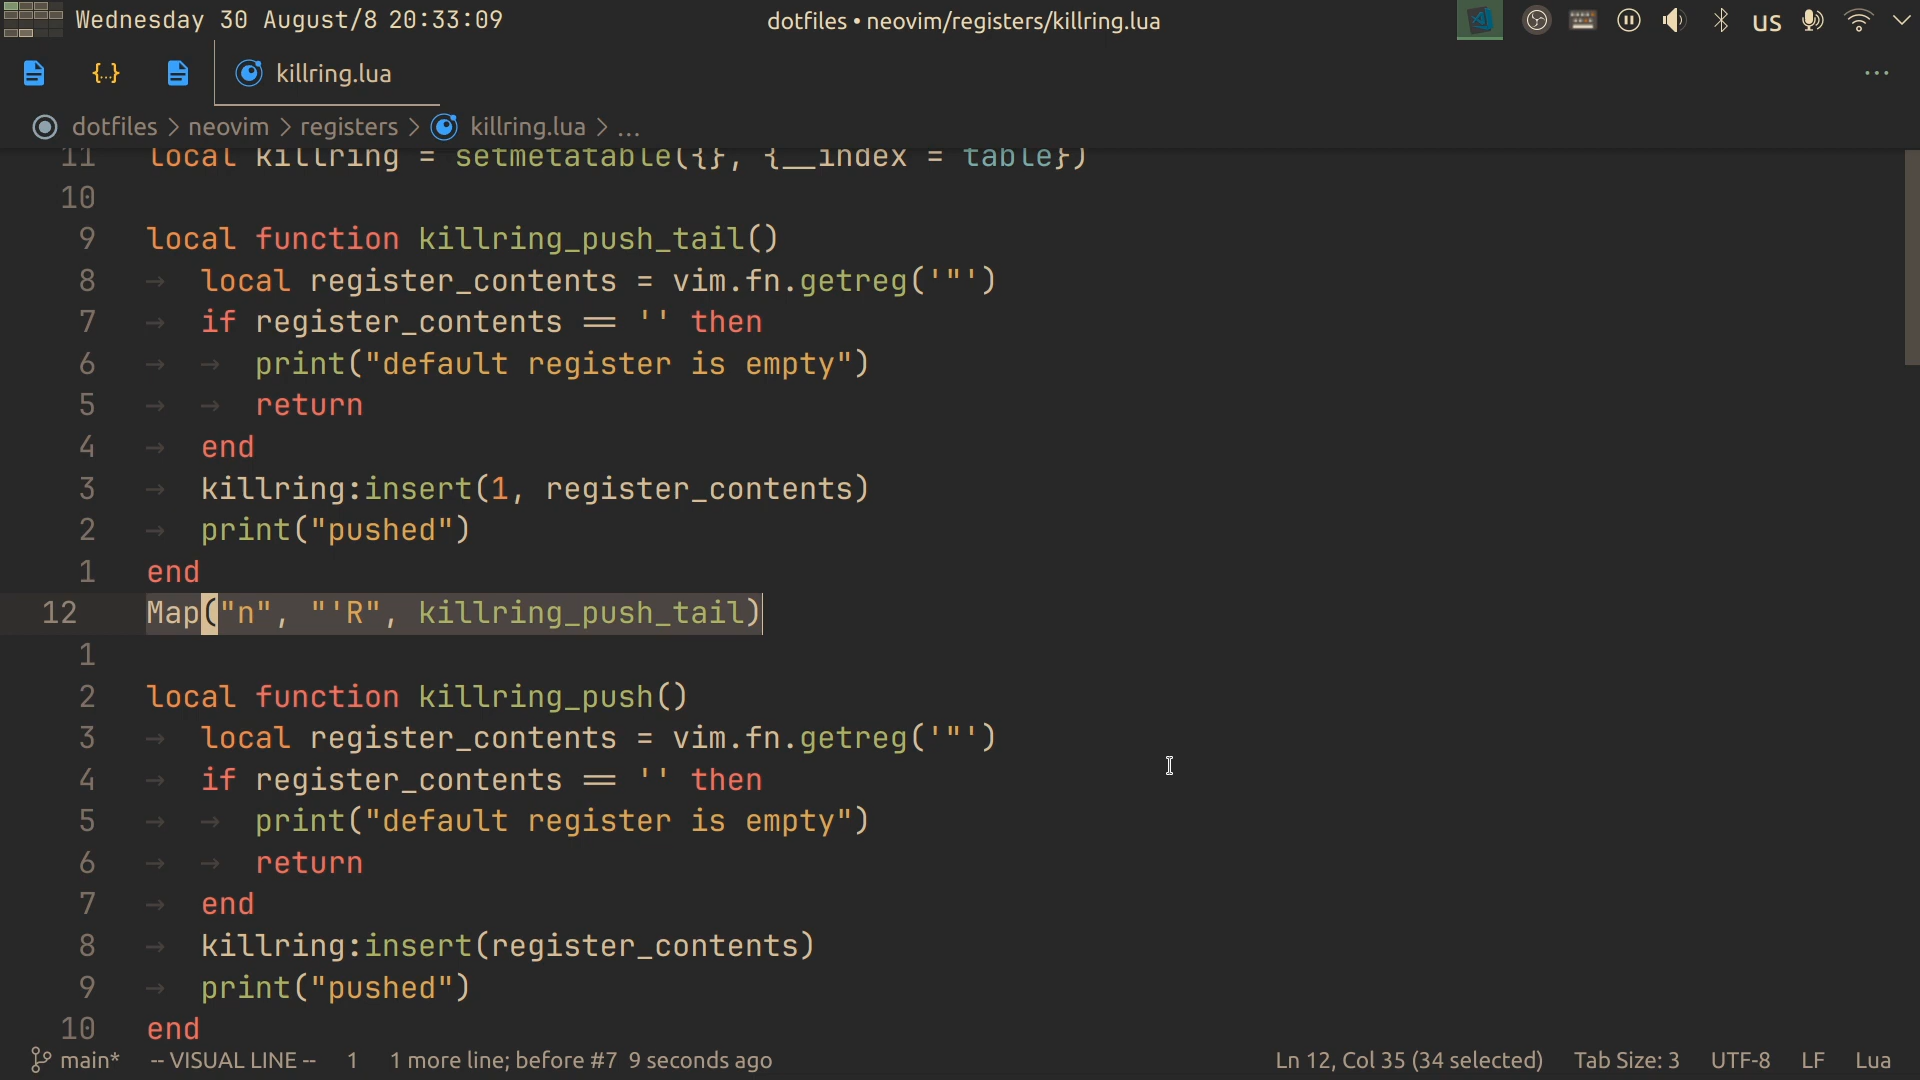 Wednesday 30 August/8 20:33:09 dotfiles • neovim/registers/killring.lua us
{..} killring.lua ...
dotfiles > neovim > registers > killring.lua > ...
11 local killring = setmetatable({}, {__index = table})
10
9 local function killring_push_tail()
8 → local register_contents = vim.fn.getreg('"')
7 → if register_contents == '' then
6 → → print("default register is empty")
5 → → return
4 → end
3 → killring:insert(1, register_contents)
2 → print("pushed")
1 end
12 Map("n", "'R", killring_push_tail)
1
2 local function killring_push()
3 → local register_contents = vim.fn.getreg('"')
4 → if register_contents == '' then
5 → → print("default register is empty")
6 → → return
7 → end
8 → killring:insert(register_contents)
9 → print("pushed")
10 end
main* -- VISUAL LINE -- 1 1 more line; before #7 9 seconds ago Ln 12, Col 35 (34 selected) Tab Size: 3 UTF-8 LF Lua